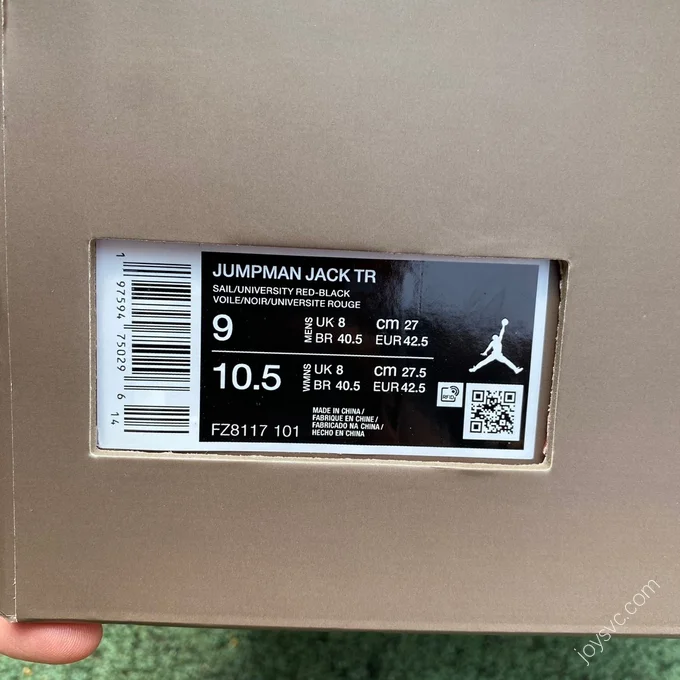 JUMPMAN JACK TR
SAIL/UNIVERSITY RED-BLACK
VOILE/NOIR/UNIVERSITE ROUGE
9 MENS UK 8 cm 27
BR 40.5 EUR 42.5
10.5 WMNS UK 8 cm 27.5
BR 40.5 EUR 42.5
MADE IN CHINA /
FABRIQUE EN CHINE /
FABRICADO NA CHINA /
HECHO EN CHINA
FZ8117 101
RFID
1 97594 75029 6 14
joysvc.com